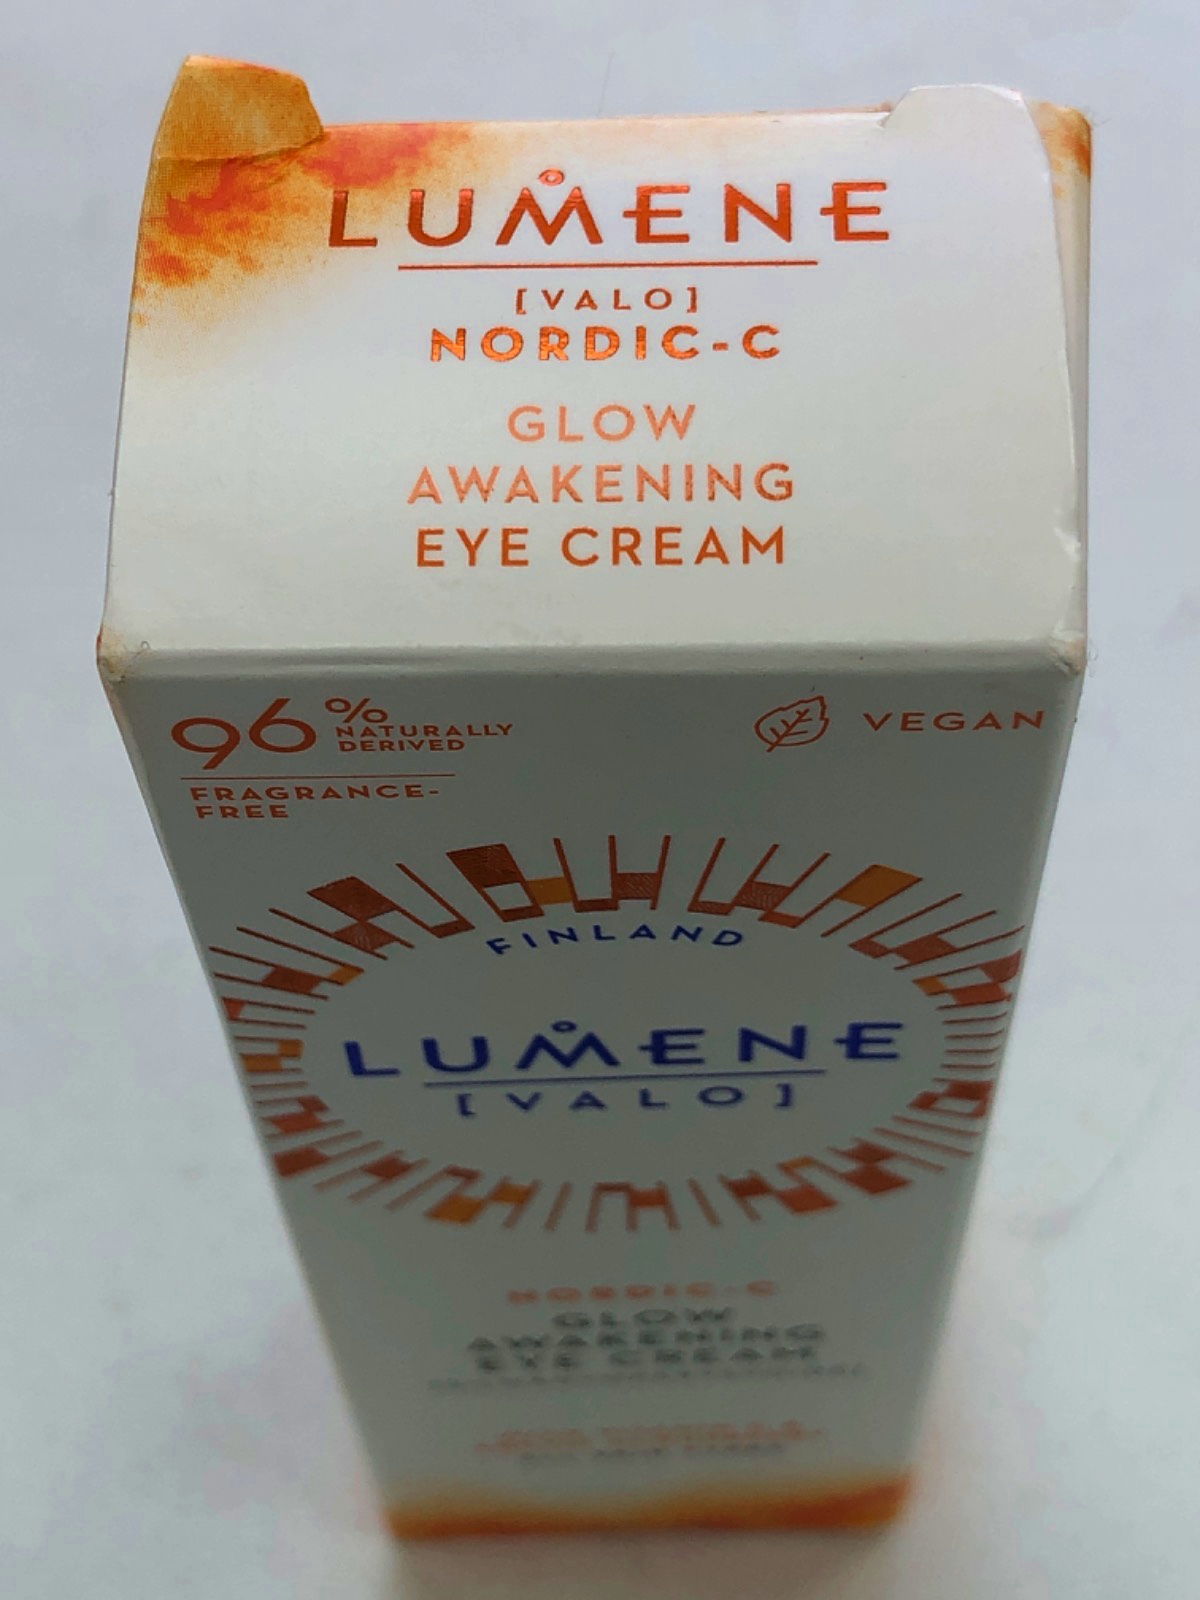 LUMENE
[VALO]
NORDIC-C
GLOW
AWAKENING
EYE CREAM
96%
NATURALLY
DERIVED
FRAGRANCE-
FREE
VEGAN
FINLAND
LUMENE
[VALO]
NORDIC-C
GLOW
AWAKENING
EYE CREAM